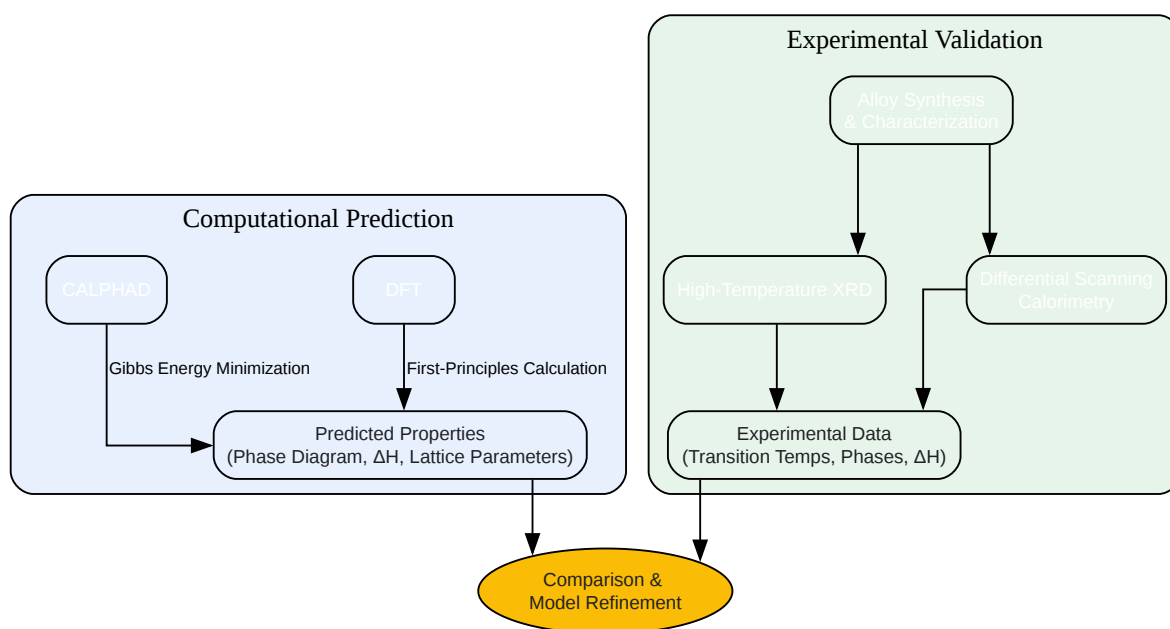 Experimental Validation
Alloy Synthesis
& Characterization
Computational Prediction
CALPHAD
DFT
High-Temperature XRD
Differential Scanning
Calorimetry
Gibbs Energy Minimization
First-Principles Calculation
Predicted Properties
(Phase Diagram, ΔH, Lattice Parameters)
Experimental Data
(Transition Temps, Phases, ΔH)
Comparison &
Model Refinement